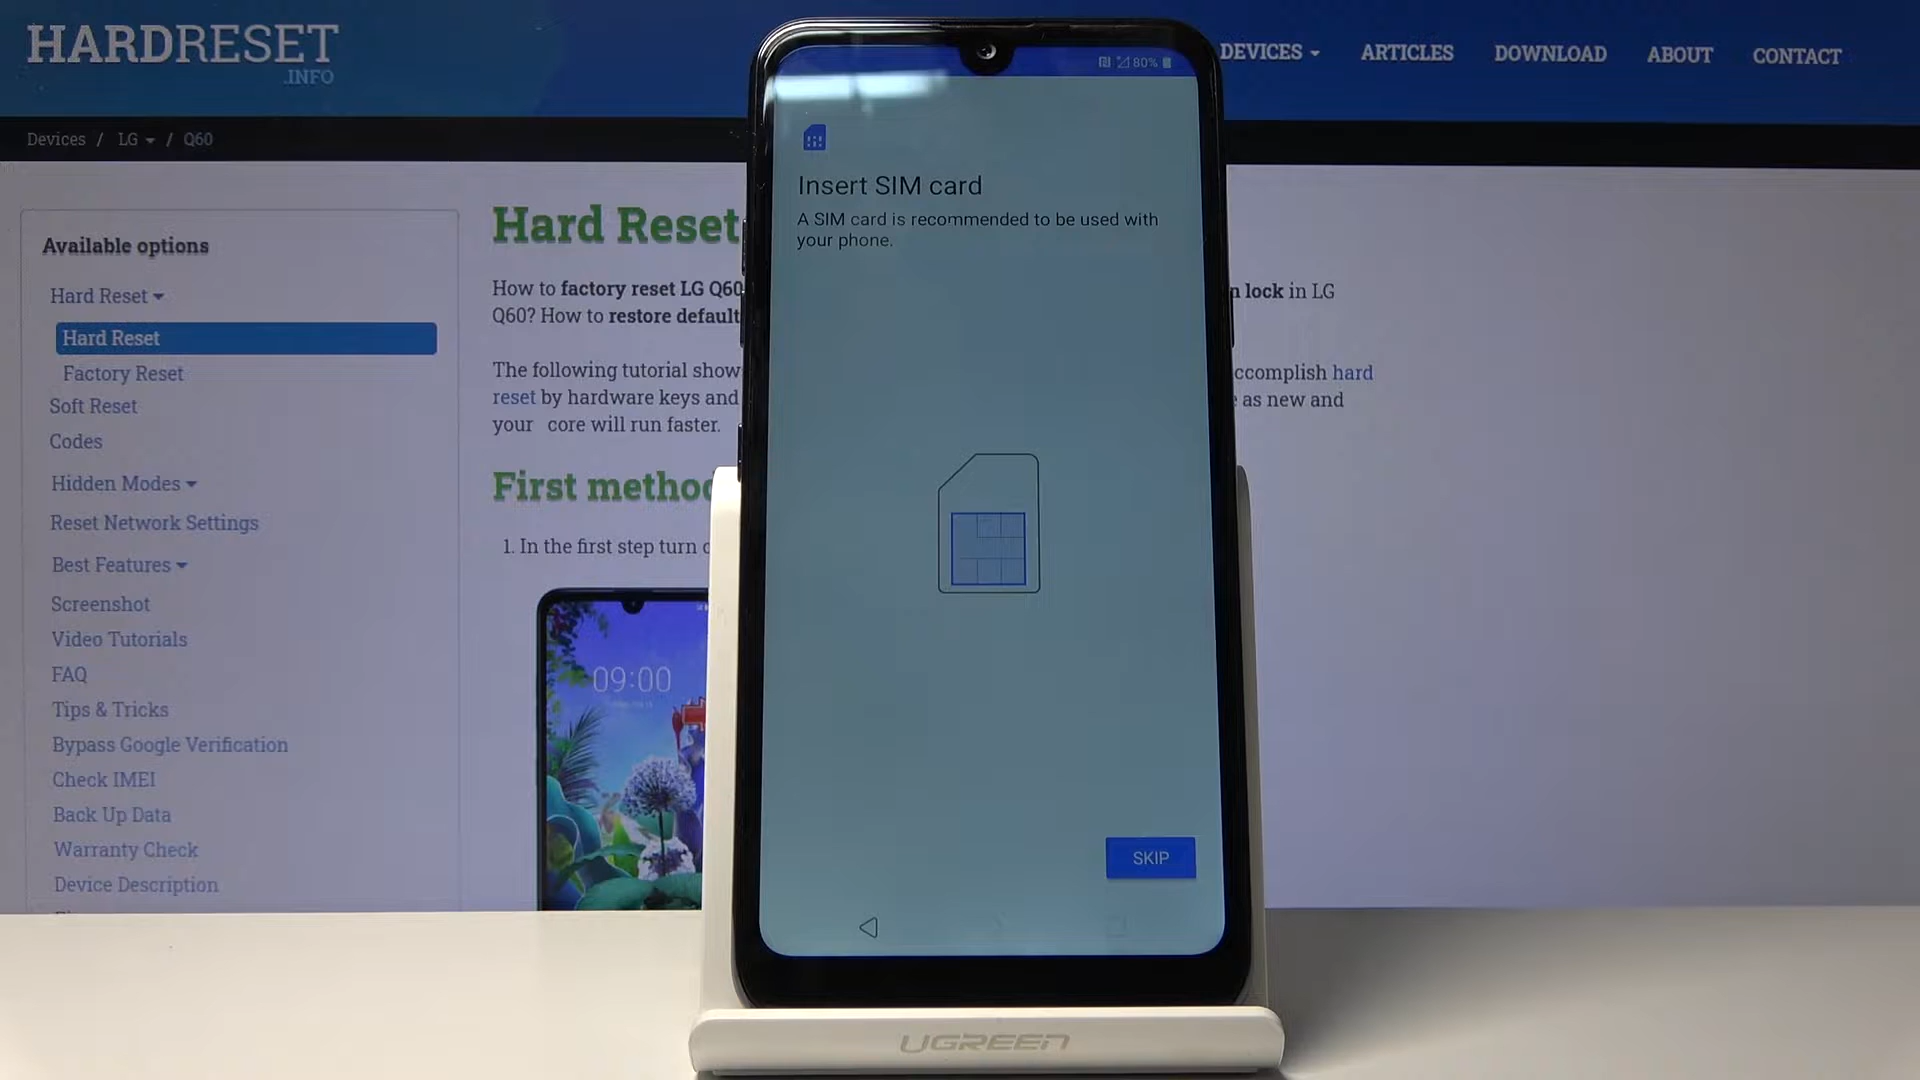 HARDRESET
.INFO
DEVICES
ARTICLES
DOWNLOAD
ABOUT
CONTACT
Devices / LG / Q60
Available options
Hard Reset
Hard Reset
Factory Reset
Soft Reset
Codes
Hidden Modes
Reset Network Settings
Best Features
Screenshot
Video Tutorials
FAQ
Tips & Tricks
Bypass Google Verification
Check IMEI
Back Up Data
Warranty Check
Device Description
Hard Reset
How to factory reset LG Q60
lock in LG
Q60? How to restore default
The following tutorial show
accomplish hard
reset by hardware keys and
as new and
your core will run faster.
First method
1. In the first step turn
09:00
80%
Insert SIM card
A SIM card is recommended to be used with
your phone.
SKIP
UGREEN